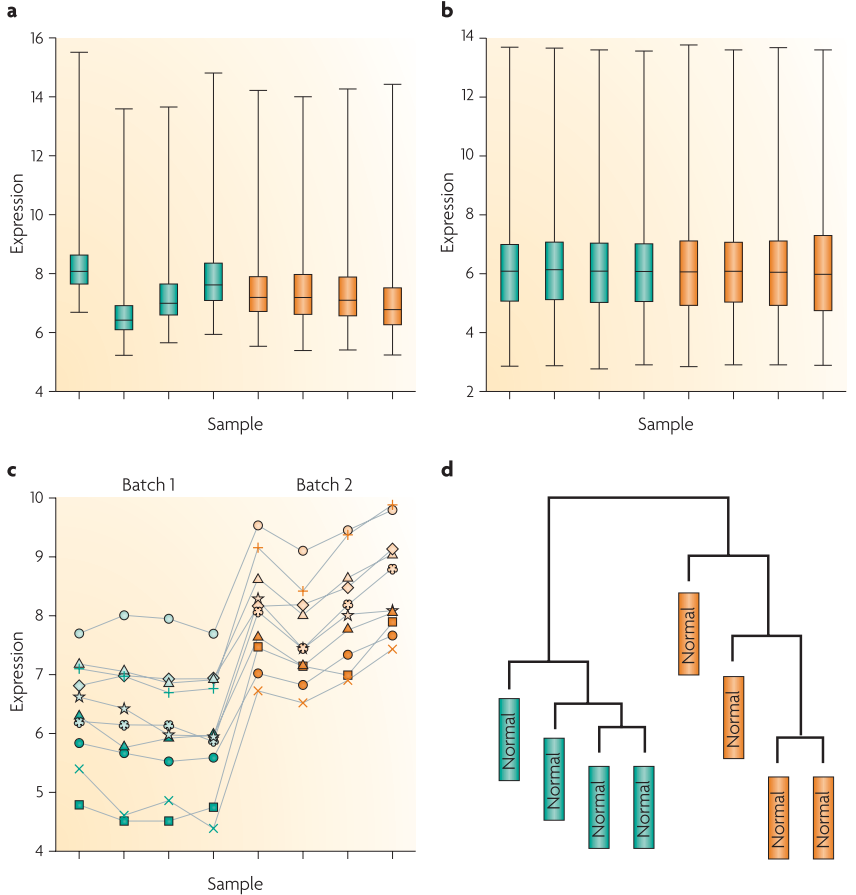 a
16
14
12
10
8
6
4
Expression
Sample
b
14
12
10
8
6
4
2
Expression
Sample
c
Batch 1
Batch 2
10
9
8
7
6
5
4
Expression
Sample
d
Normal
Normal
Normal
Normal
Normal
Normal
Normal
Normal